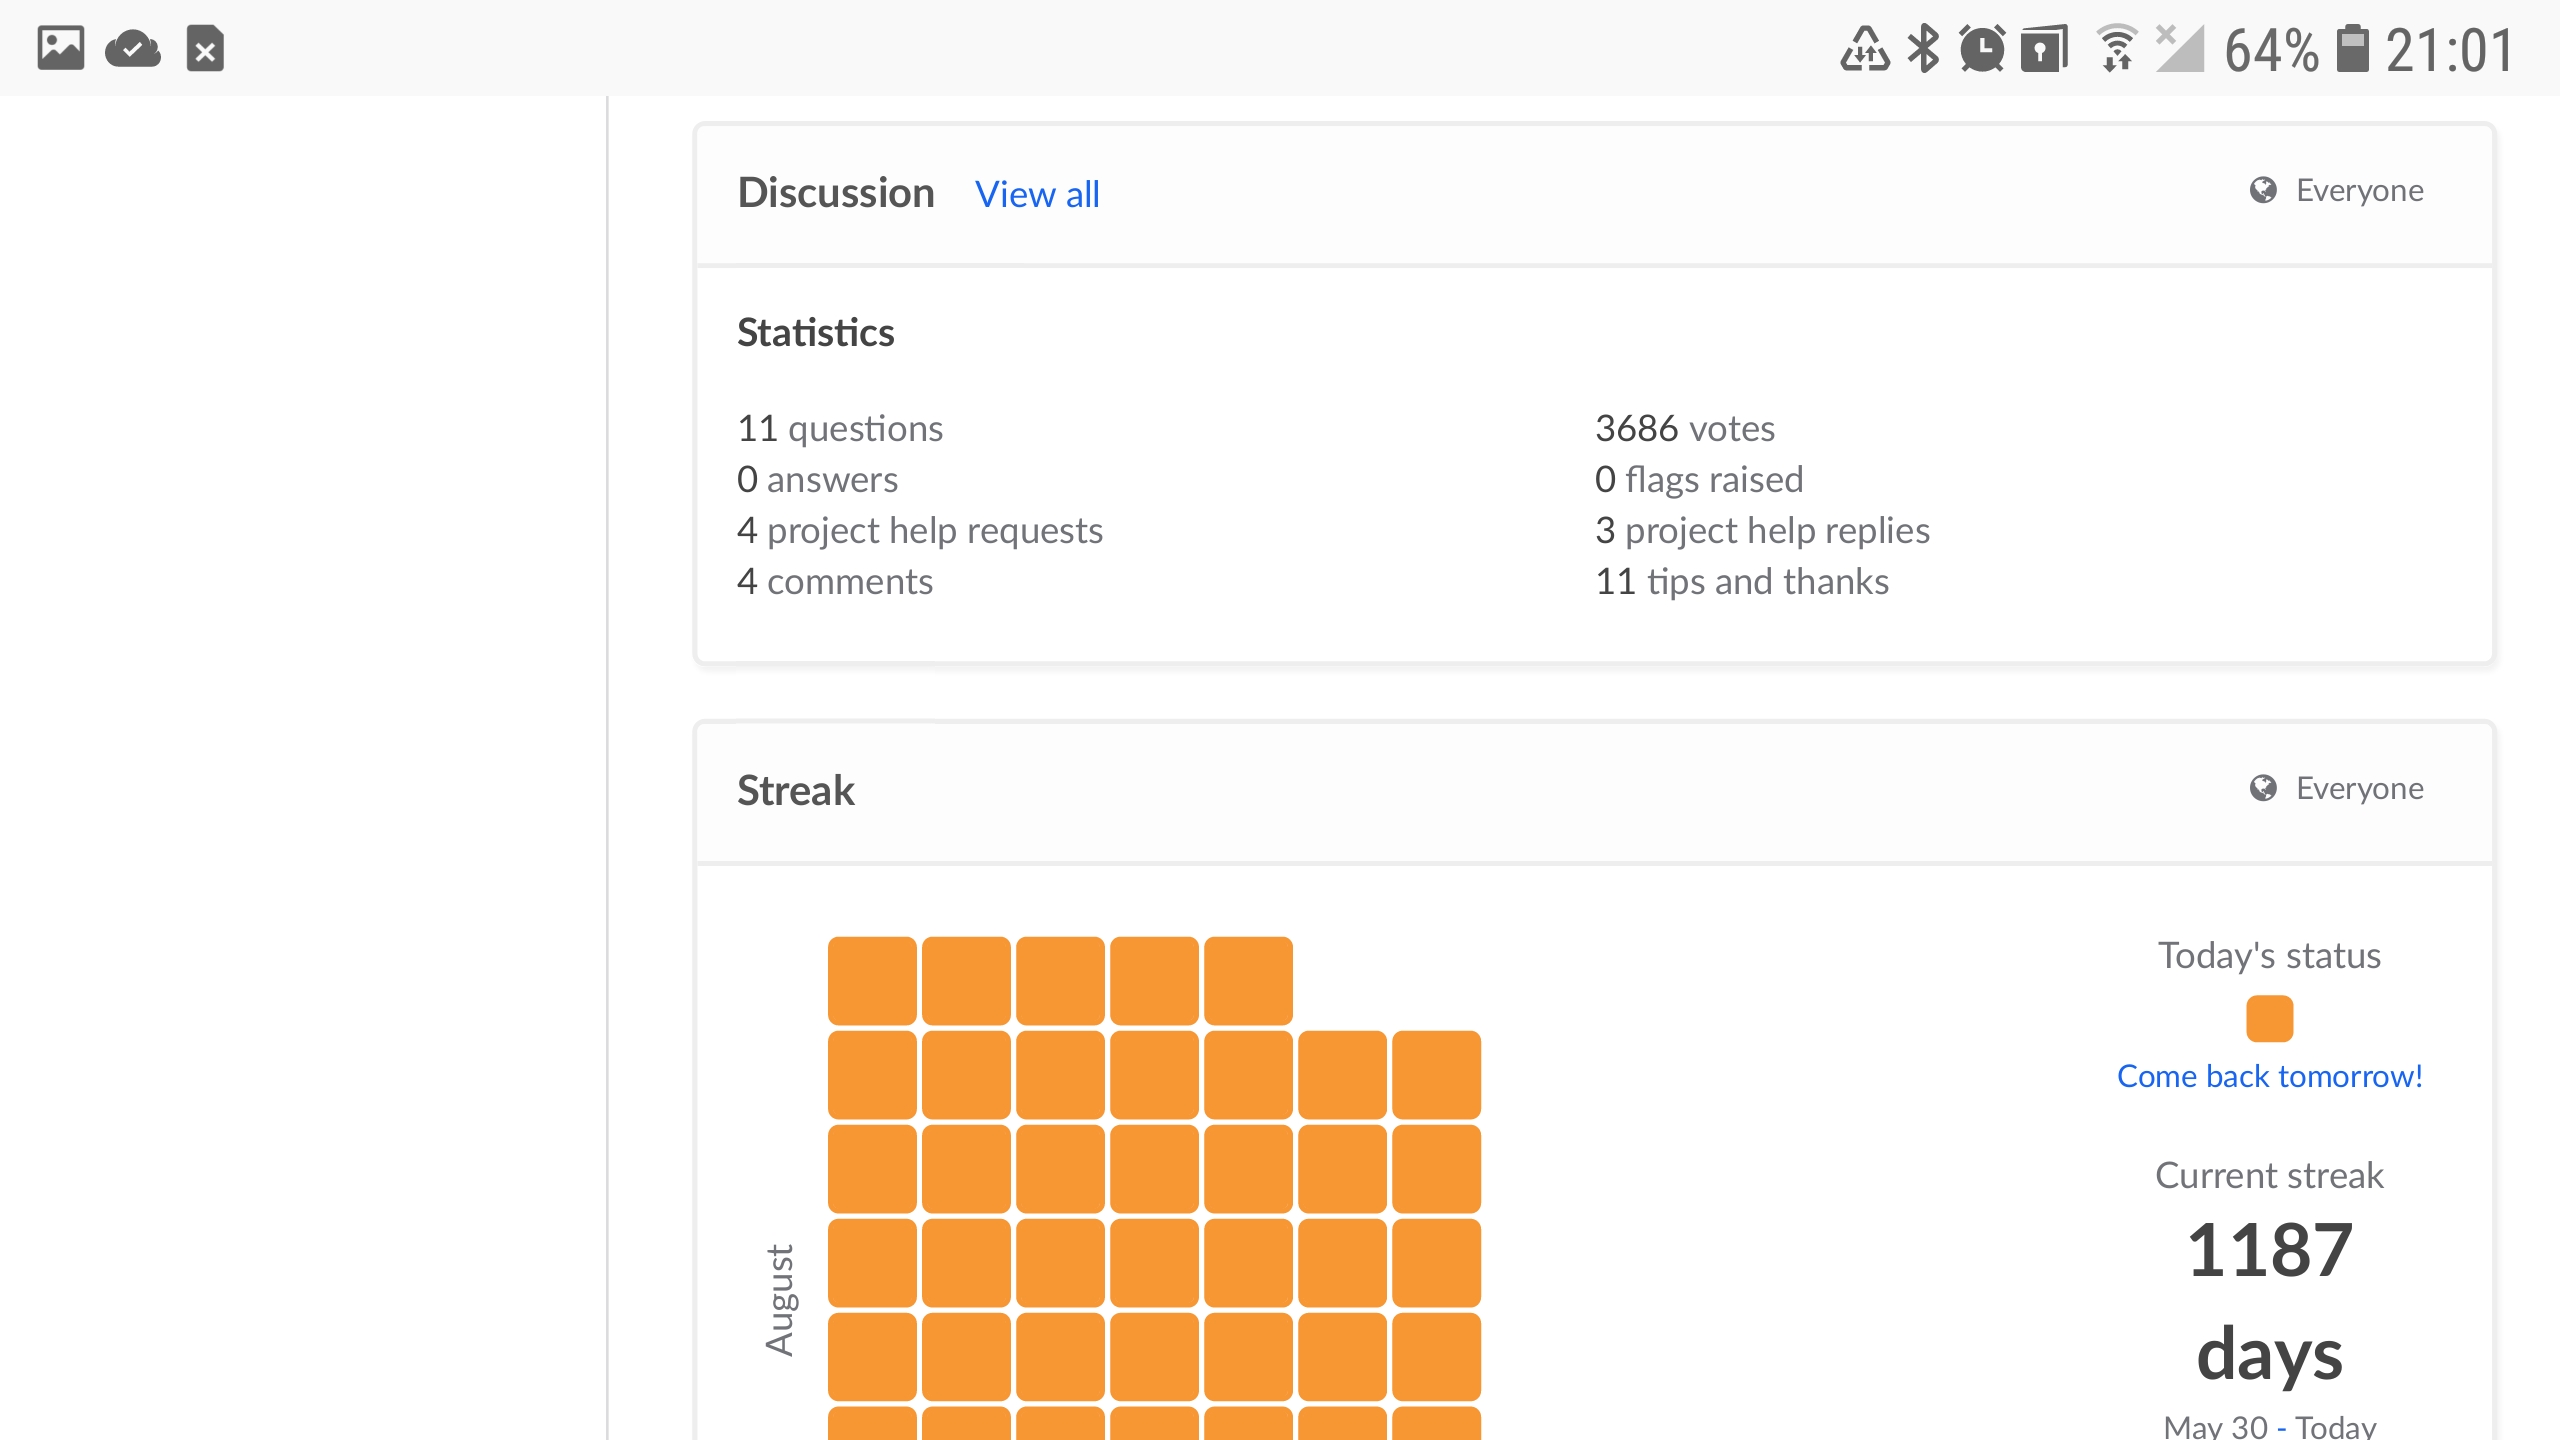 64% 21:01
Discussion View all Everyone
Statistics
11 questions
0 answers
4 project help requests
4 comments
3686 votes
0 flags raised
3 project help replies
11 tips and thanks
Streak Everyone
August
Today's status
Come back tomorrow!
Current streak
1187
days
May 30 - Today